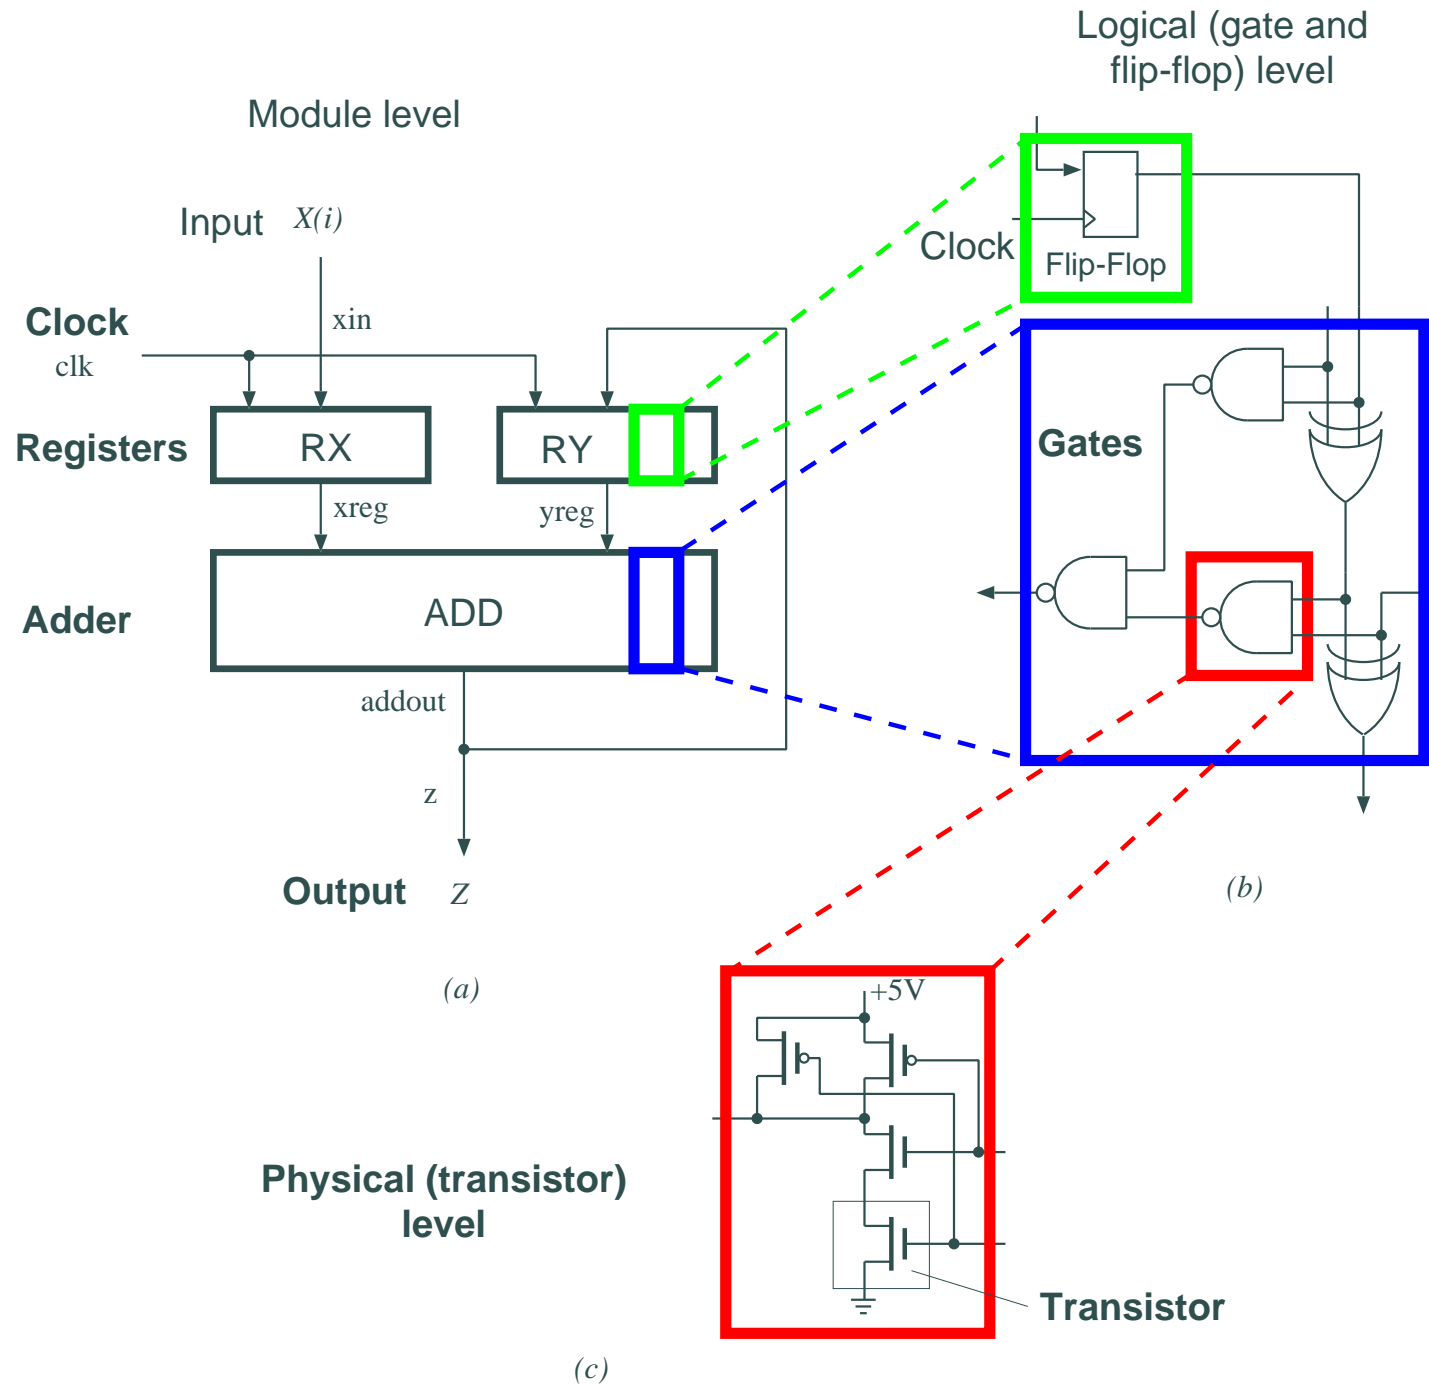 Logical (gate and
flip-flop) level
Module level
Input X(i)
Clock
clk
xin
Registers
RX
RY
xreg
yreg
Adder
ADD
addout
z
Output Z
(a)
Clock
Flip-Flop
Gates
(b)
+5V
Physical (transistor)
level
Transistor
(c)